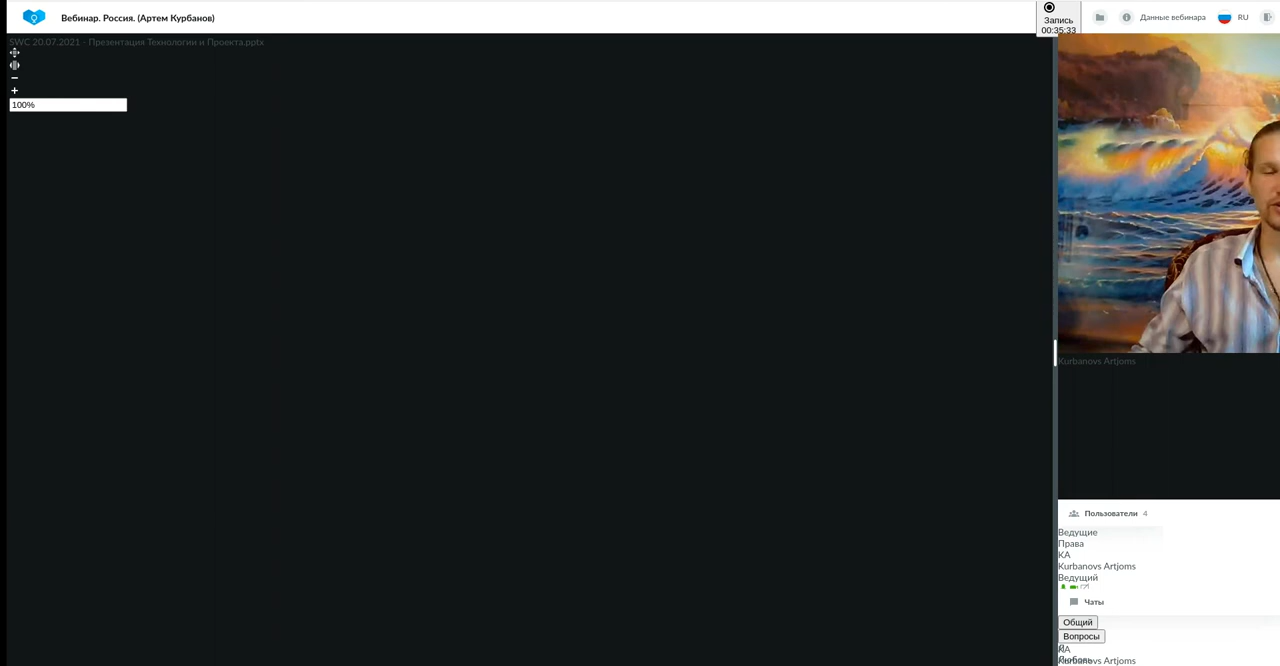 Вебинар. Россия. (Артем Курбанов)
Запись
00:35:33
Данные вебинара
RU
SWC 20.07.2021 - Презентация Технологии и Проекта.pptx
100%
Kurbanovs Artjoms
Пользователи 4
Ведущие
Права
KA
Kurbanovs Artjoms
Ведущий
Чаты
Общий
Вопросы
KA
Kurbanovs Artjoms